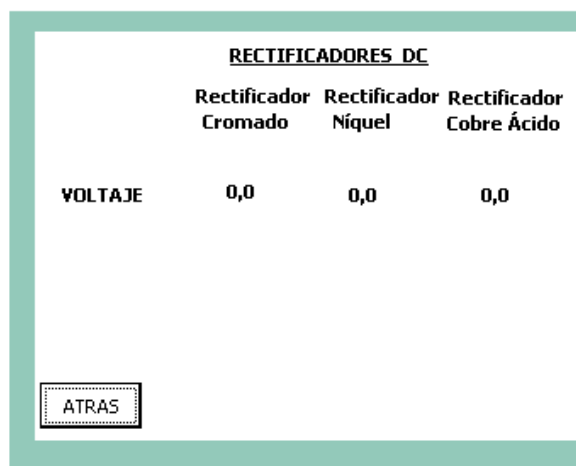 RECTIFICADORES DC
Rectificador Rectificador Rectificador
Cromado Níquel Cobre Ácido
VOLTAJE 0,0 0,0 0,0
ATRAS